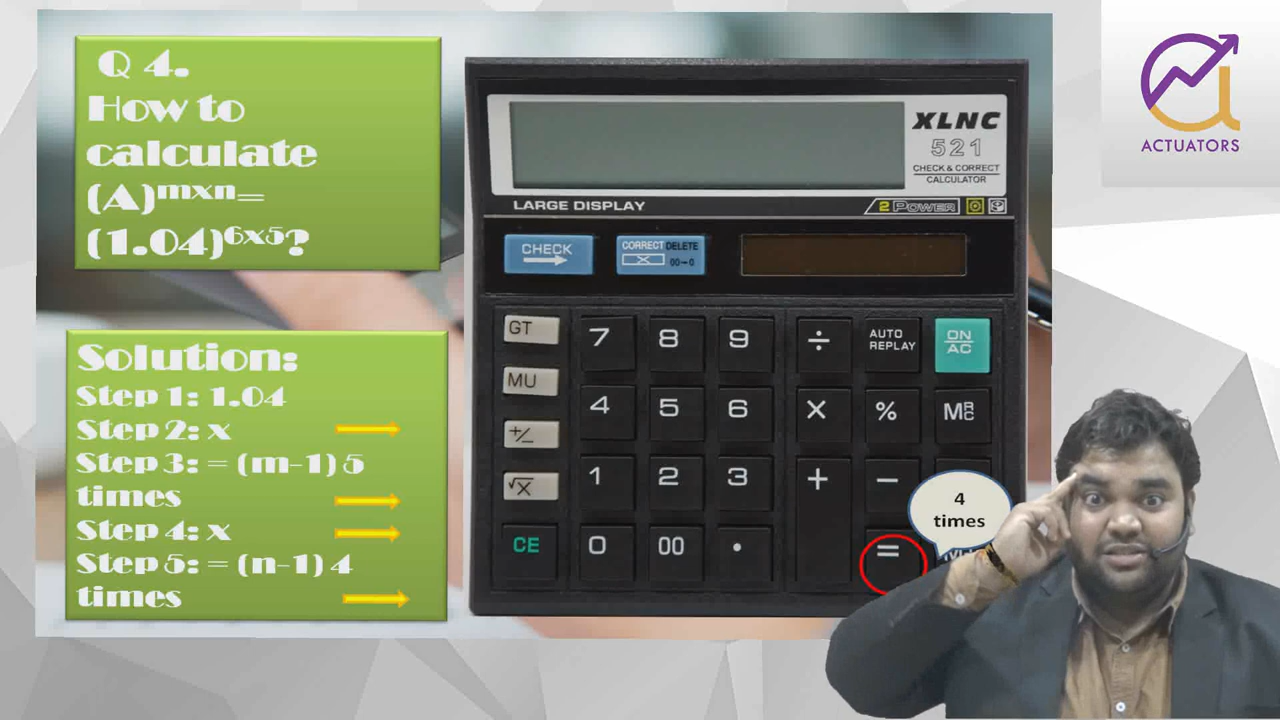 Q 4.
How to
calculate
(A)ᵐˣⁿ=
(1.04)⁶ˣ⁵?
Solution:
Step 1: 1.04
Step 2: x
Step 3: = (m-1) 5
times
Step 4: x
Step 5: = (n-1) 4
times
XLNC
521
CHECK & CORRECT
CALCULATOR
LARGE DISPLAY
2 POWER
CHECK
CORRECT DELETE
X 00→0
GT 7 8 9 ÷ AUTO REPLAY ON/AC
MU 4 5 6 × % MRC
+/− 1 2 3 + −
√X
CE 0 00 • =
4
times
ACTUATORS